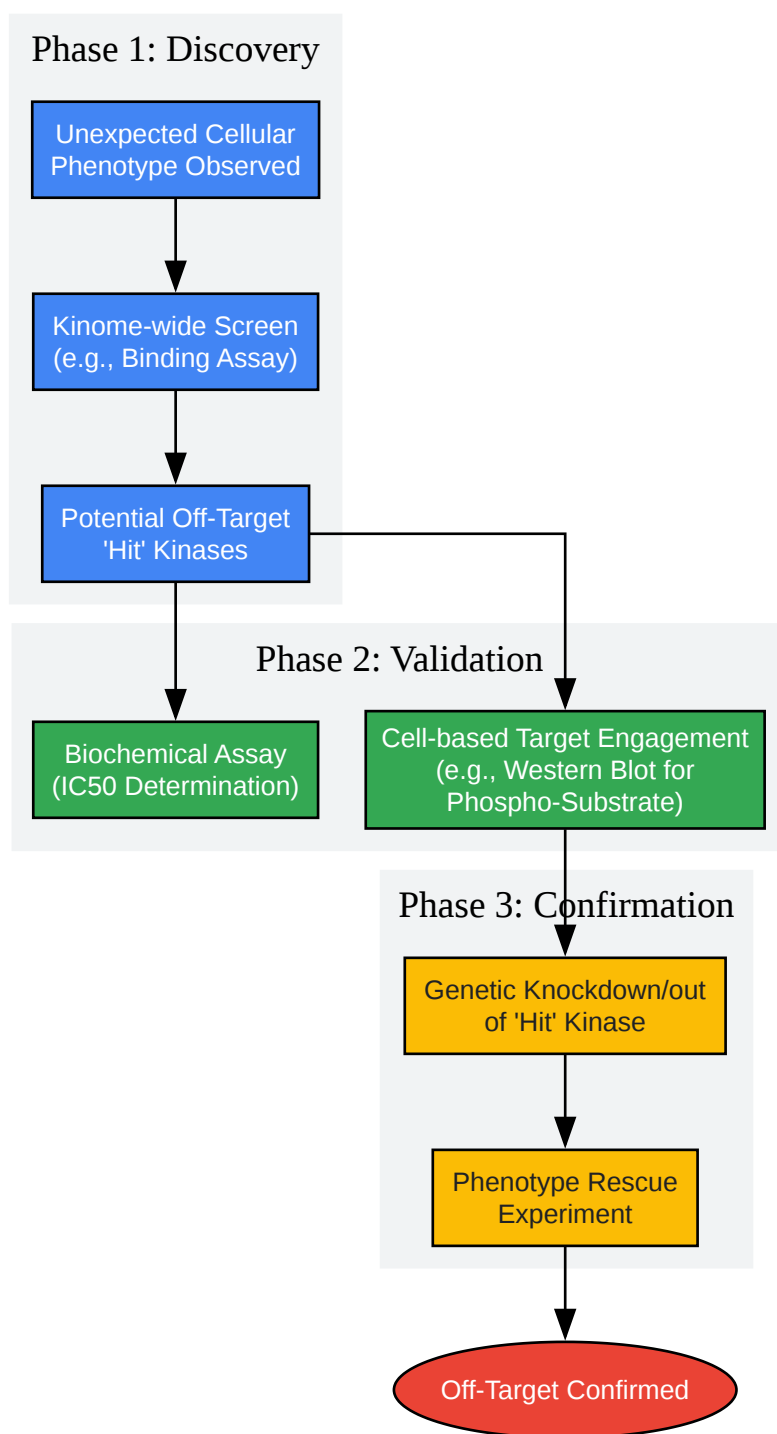 Phase 1: Discovery
Unexpected Cellular
Phenotype Observed
Kinome-wide Screen
(e.g., Binding Assay)
Potential Off-Target
'Hit' Kinases
Phase 2: Validation
Biochemical Assay
(IC50 Determination)
Cell-based Target Engagement
(e.g., Western Blot for
Phospho-Substrate)
Phase 3: Confirmation
Genetic Knockdown/out
of 'Hit' Kinase
Phenotype Rescue
Experiment
Off-Target Confirmed